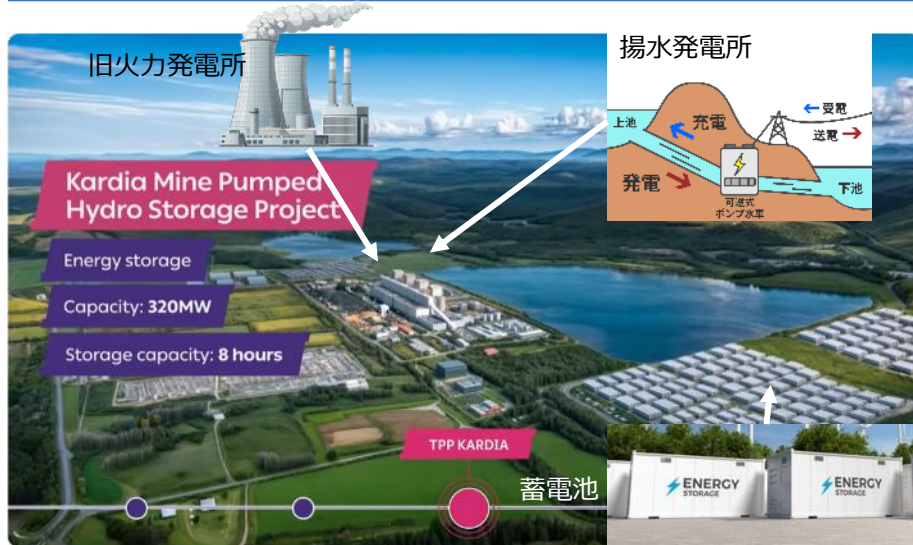 旧火力発電所
揚水発電所
上池
充電
←受電
送電→
発電
可逆式
ポンプ水車
下池
Kardia Mine Pumped
Hydro Storage Project
Energy storage
Capacity: 320MW
Storage capacity: 8 hours
TPP KARDIA
蓄電池
ENERGY
STORAGE
ENERGY
STORAGE